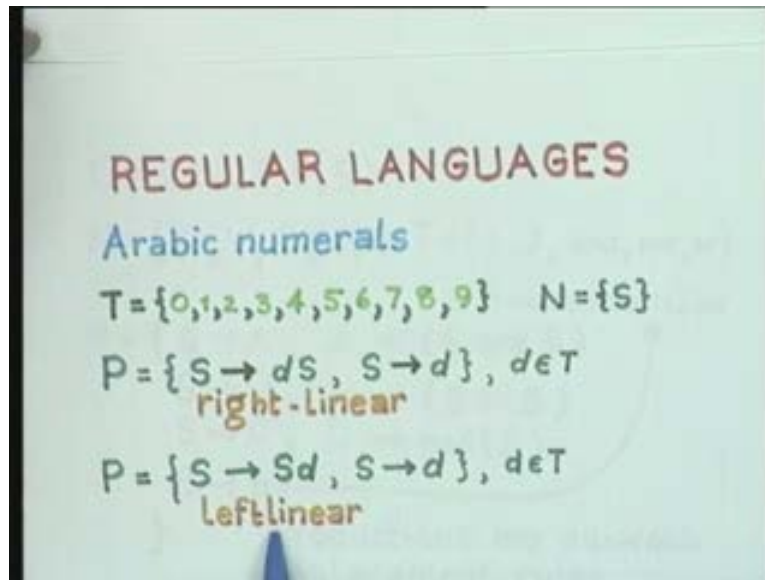 REGULAR LANGUAGES
Arabic numerals
T={0,1,2,3,4,5,6,7,8,9} N={S}
P={S→dS, S→d}, d∈T
right-linear
P={S→Sd, S→d}, d∈T
leftlinear